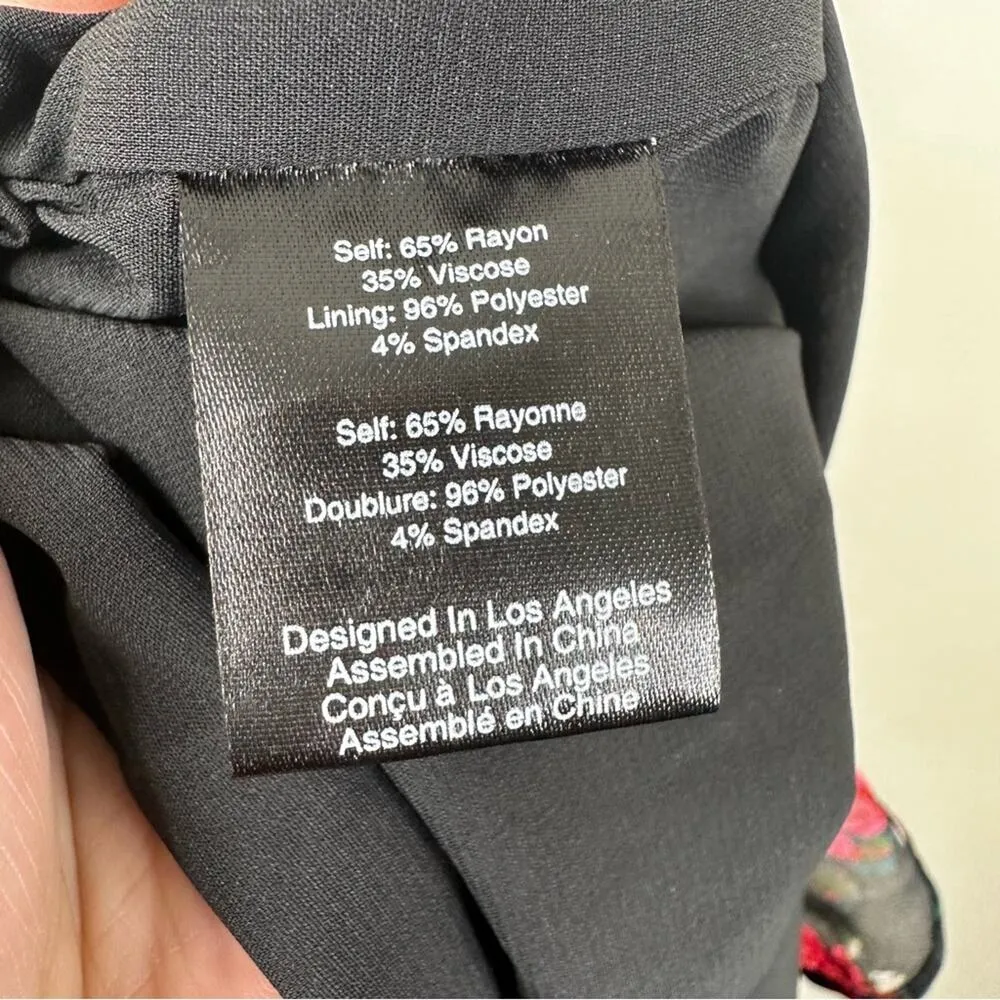 Self: 65% Rayon
35% Viscose
Lining: 96% Polyester
4% Spandex
Self: 65% Rayonne
35% Viscose
Doublure: 96% Polyester
4% Spandex
Designed In Los Angeles
Assembled In China
Conçu à Los Angeles
Assemblé en Chine